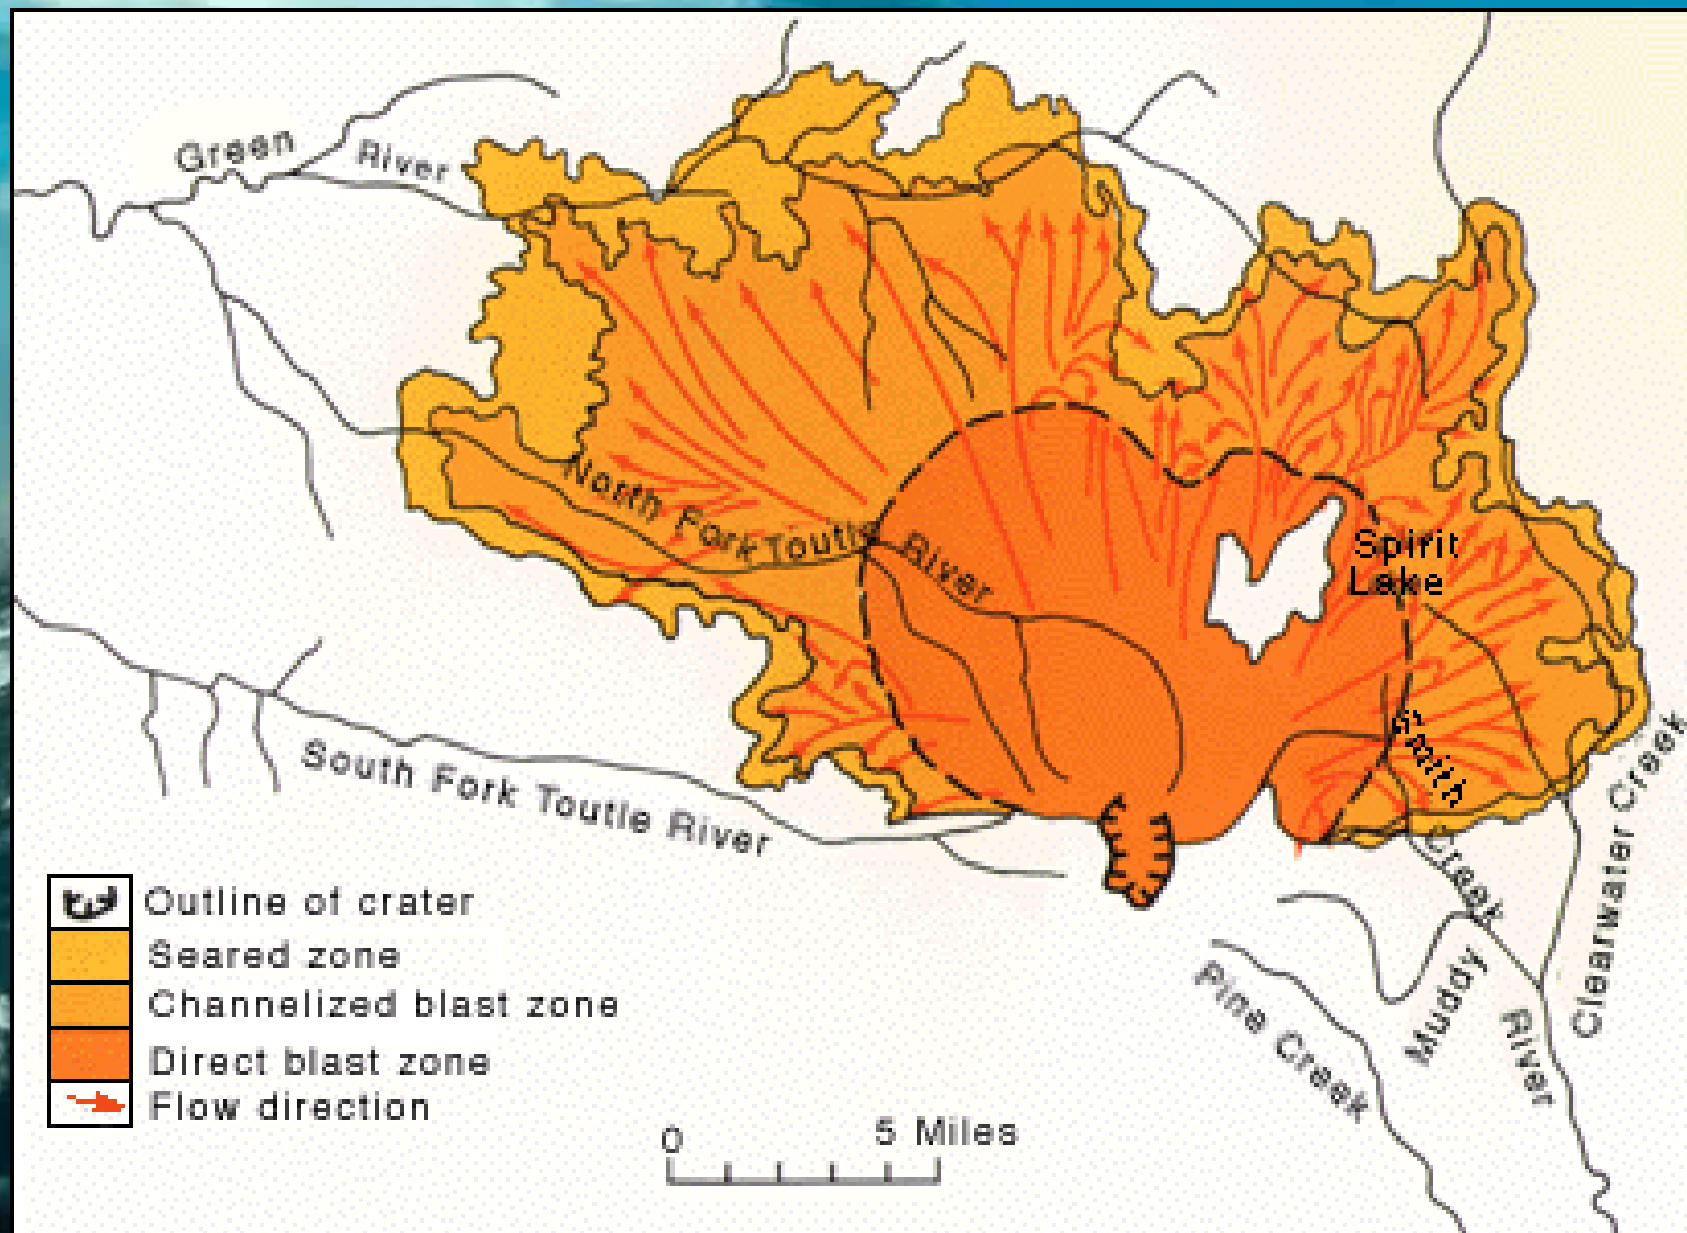 Green
River
North Fork Toutle River
Spirit
Lake
Smith
Creek
South Fork Toutle River
Clearwater Creek
Muddy
River
Pine Creek
Outline of crater
Seared zone
Channelized blast zone
Direct blast zone
Flow direction
0 5 Miles